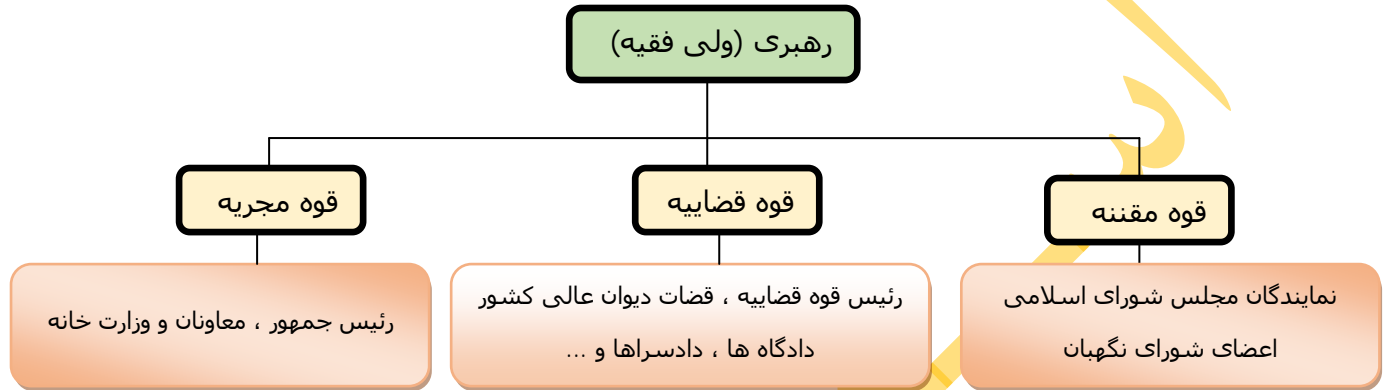 رهبری (ولی فقیه)
قوه مقننه
قوه قضاییه
قوه مجریه
نمایندگان مجلس شورای اسلامی
اعضای شورای نگهبان
رئیس قوه قضاییه ، قضات دیوان عالی کشور
دادگاه ها ، دادسراها و ...
رئیس جمهور ، معاونان و وزارت خانه